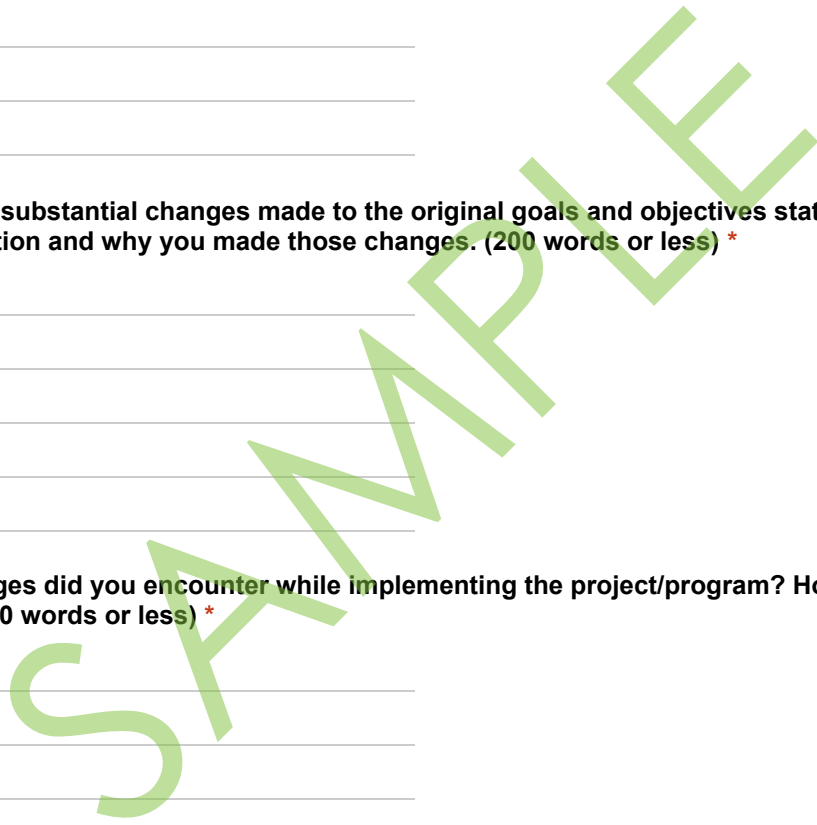 substantial changes made to the original goals and objectives stat
tion and why you made those changes. (200 words or less) *
ges did you encounter while implementing the project/program? Ho
0 words or less) *
SAMPLE